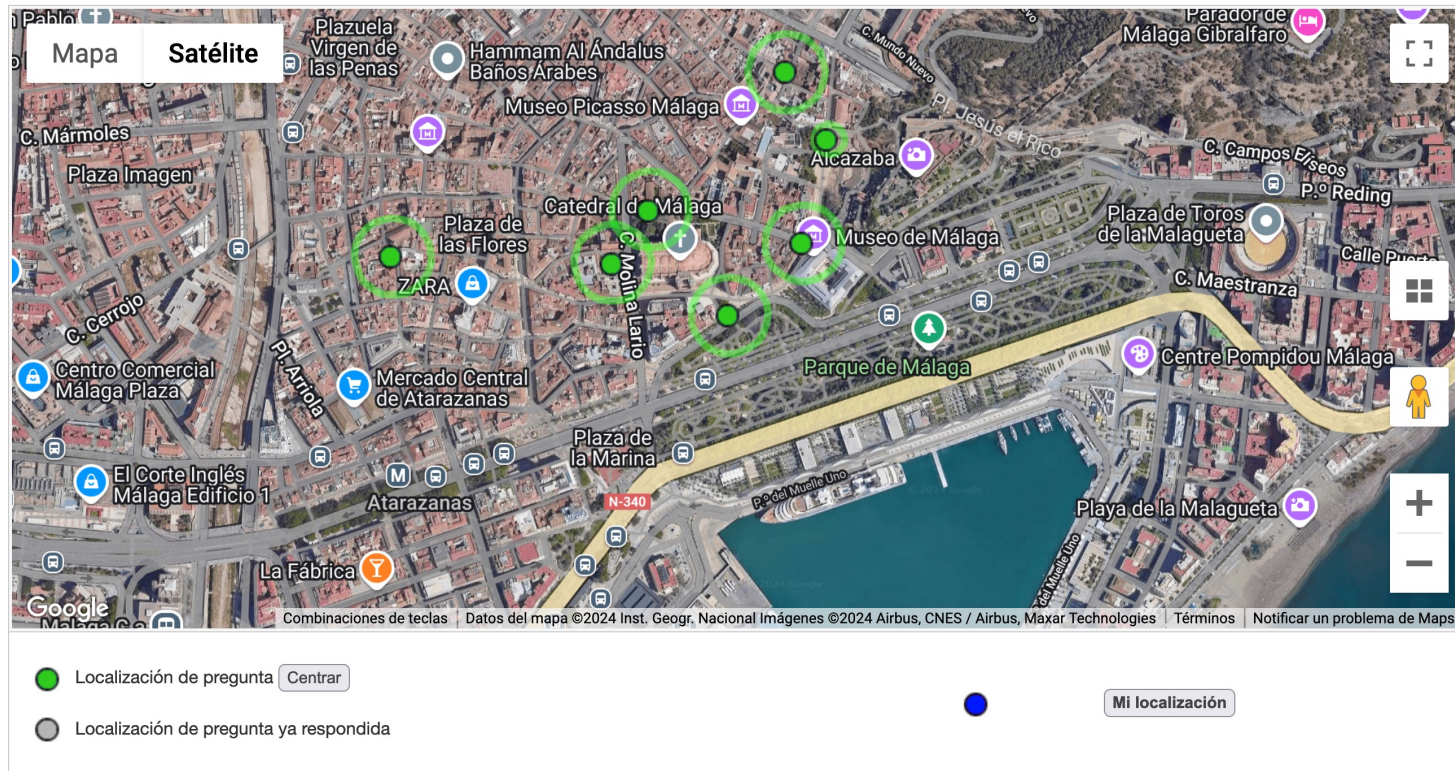 n Pablo
Mapa
Satélite
Plazuela
Virgen de
las Penas
Hammam Al Ándalus
Baños Árabes
C. Mundo Nuevo
Parador de
Málaga Gibralfaro
Museo Picasso Málaga
Pl. Jesús el Rico
C. Mármoles
Plaza Imagen
Alcazaba
C. Campos Elíseos
P.º Reding
Catedral d Málaga
Plaza de
las Flores
C. Molina Lario
Museo de Málaga
Plaza de Toros
de la Malagueta
Calle Puerto
ZARA
C. Maestranza
C. Cerrojo
Pl. Arriola
Centro Comercial
Málaga Plaza
Mercado Central
de Atarazanas
Parque de Málaga
Centre Pompidou Málaga
Plaza de
la Marina
El Corte Inglés
Málaga Edificio 1
M
Atarazanas
N-340
P.º del Muelle Uno
Playa de la Malagueta
del Muelle Uno
La Fábrica
Google
Combinaciones de teclas
Datos del mapa ©2024 Inst. Geogr. Nacional Imágenes ©2024 Airbus, CNES / Airbus, Maxar Technologies
Términos
Notificar un problema de Maps
Localización de pregunta
Centrar
Mi localización
Localización de pregunta ya respondida